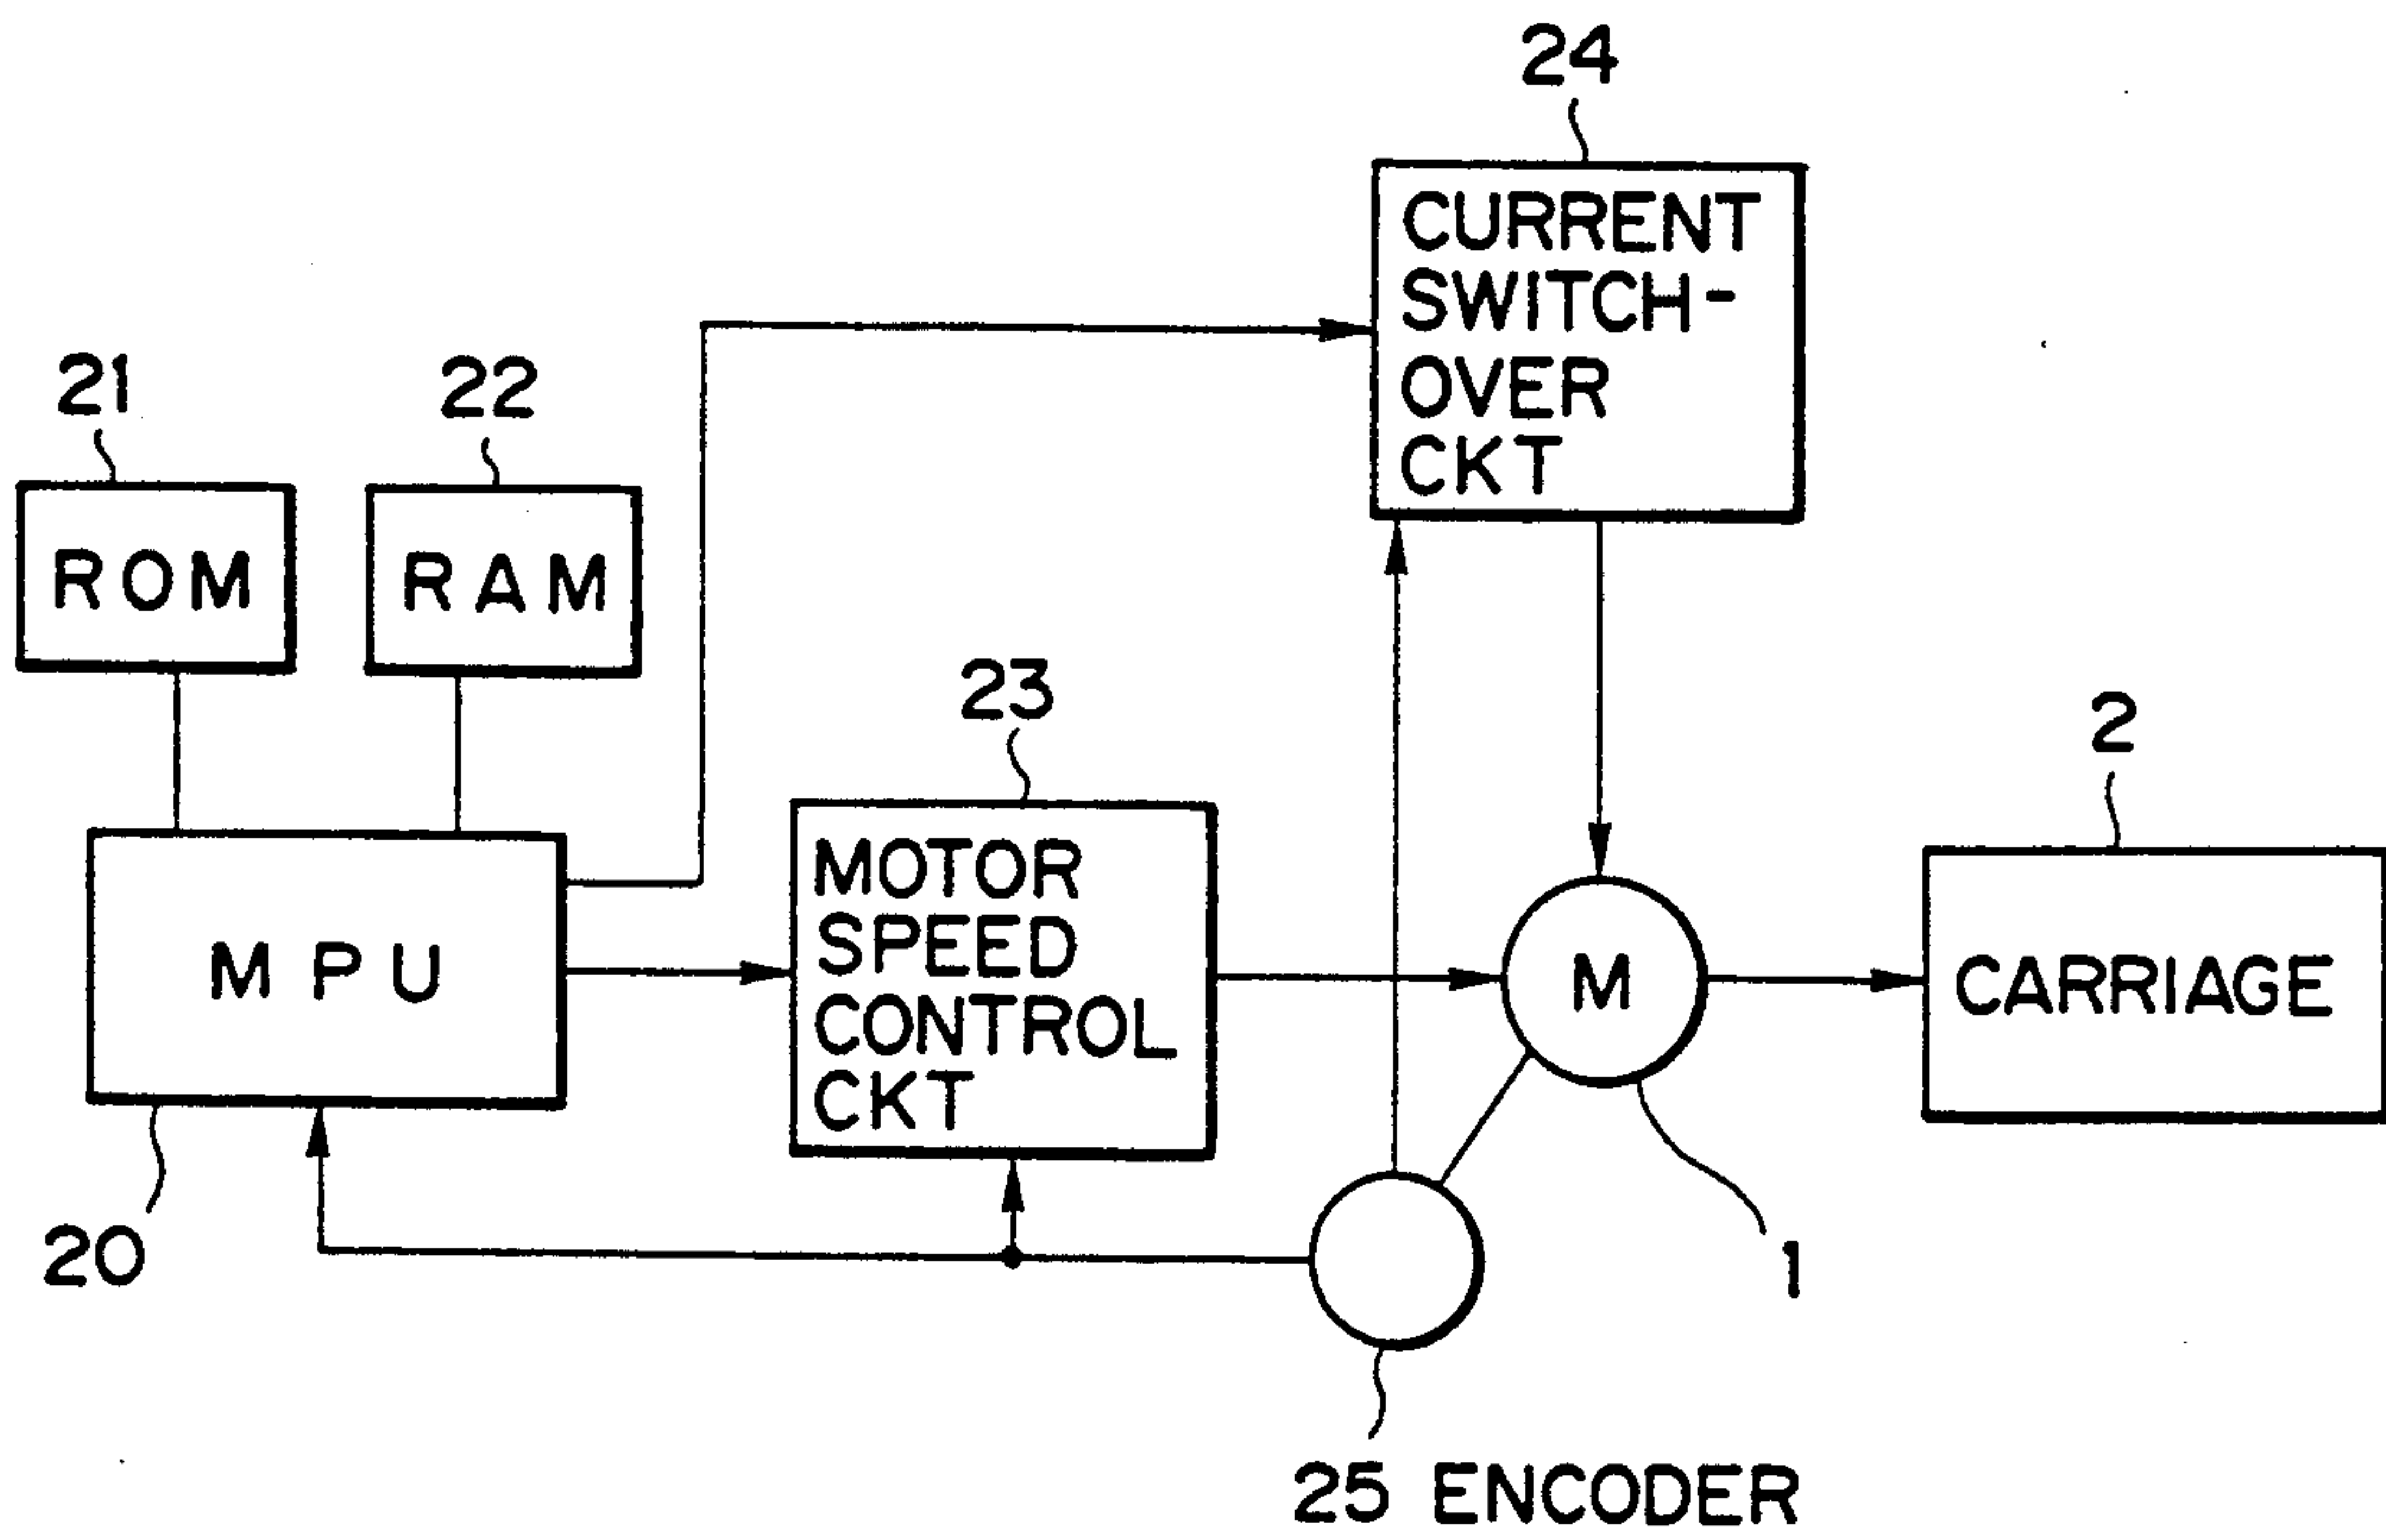 24
CURRENT
SWITCH-
OVER
CKT
21
22
ROM
RAM
23
2
MOTOR
SPEED
CONTROL
CKT
MPU
M
CARRIAGE
20
1
25 ENCODER